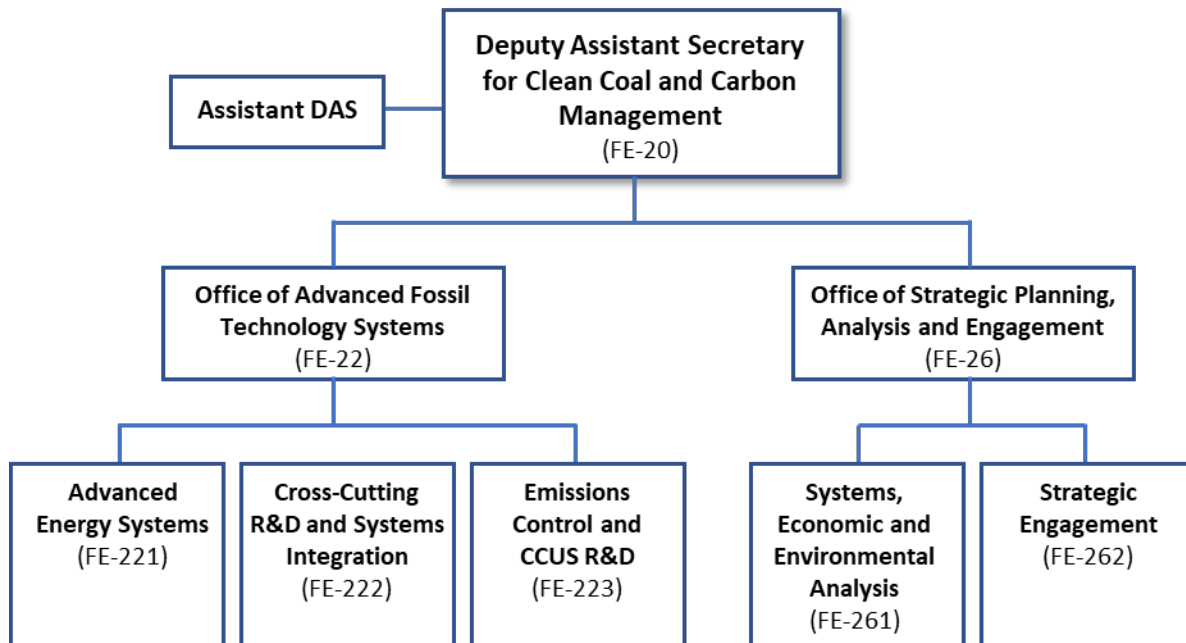 Deputy Assistant Secretary
for Clean Coal and Carbon
Management
(FE-20)
Assistant DAS
Office of Advanced Fossil
Technology Systems
(FE-22)
Office of Strategic Planning,
Analysis and Engagement
(FE-26)
Advanced
Energy Systems
(FE-221)
Cross-Cutting
R&D and Systems
Integration
(FE-222)
Emissions
Control and
CCUS R&D
(FE-223)
Systems,
Economic and
Environmental
Analysis
(FE-261)
Strategic
Engagement
(FE-262)